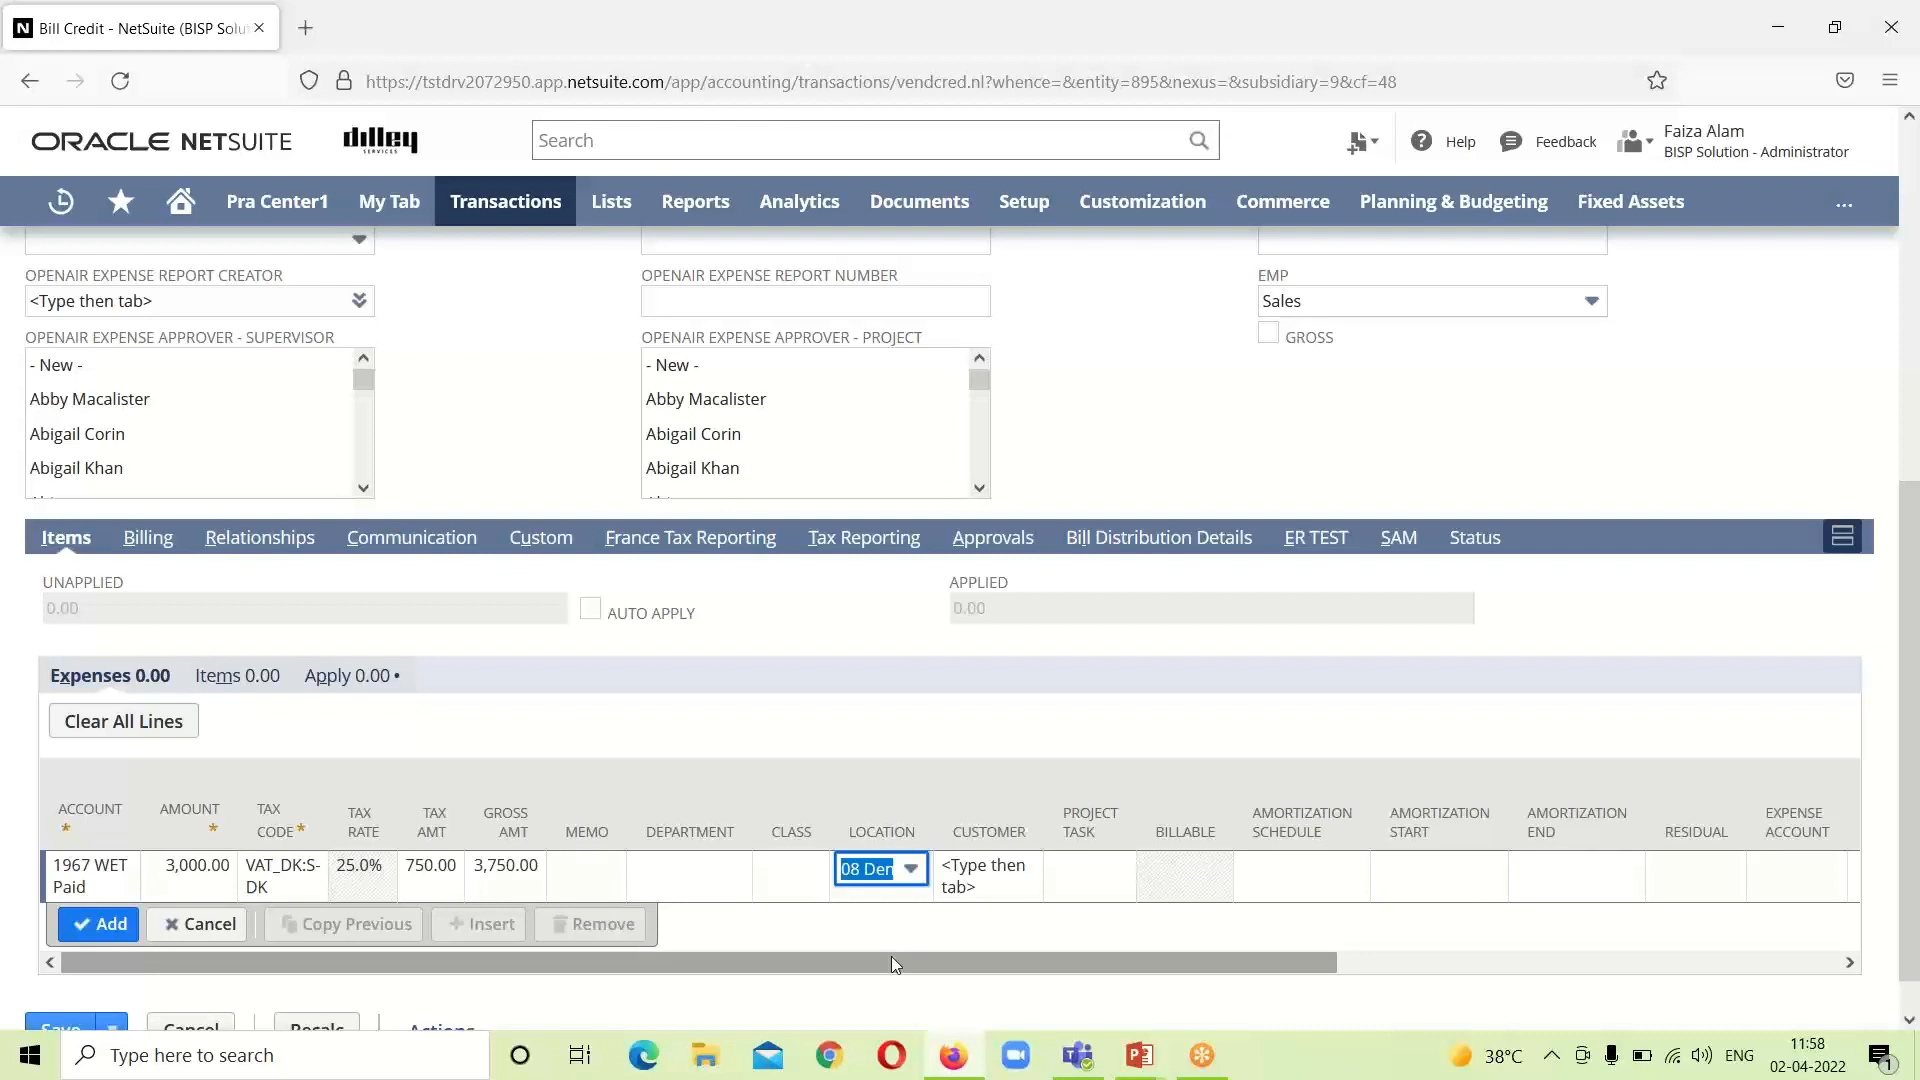 Bill Credit - NetSuite (BISP Solu
https://tstdrv2072950.app.netsuite.com/app/accounting/transactions/vendcred.nl?whence=&entity=895&nexus=&subsidiary=9&cf=48
ORACLE NETSUITE
dilley
SERVICES
Search
Help
Feedback
Faiza Alam
BISP Solution - Administrator
Pra Center1
My Tab
Transactions
Lists
Reports
Analytics
Documents
Setup
Customization
Commerce
Planning & Budgeting
Fixed Assets
...
OPENAIR EXPENSE REPORT CREATOR
<Type then tab>
OPENAIR EXPENSE REPORT NUMBER
EMP
Sales
GROSS
OPENAIR EXPENSE APPROVER - SUPERVISOR
- New -
Abby Macalister
Abigail Corin
Abigail Khan
OPENAIR EXPENSE APPROVER - PROJECT
- New -
Abby Macalister
Abigail Corin
Abigail Khan
Items
Billing
Relationships
Communication
Custom
France Tax Reporting
Tax Reporting
Approvals
Bill Distribution Details
ER TEST
SAM
Status
UNAPPLIED
0.00
AUTO APPLY
APPLIED
0.00
Expenses 0.00
Items 0.00
Apply 0.00 •
Clear All Lines
ACCOUNT *
AMOUNT *
TAX CODE *
TAX RATE
TAX AMT
GROSS AMT
MEMO
DEPARTMENT
CLASS
LOCATION
CUSTOMER
PROJECT TASK
BILLABLE
AMORTIZATION SCHEDULE
AMORTIZATION START
AMORTIZATION END
RESIDUAL
EXPENSE ACCOUNT
1967 WET Paid
3,000.00
VAT_DK:S-DK
25.0%
750.00
3,750.00
08 Den
<Type then tab>
Add
Cancel
Copy Previous
Insert
Remove
Save
Cancel
Recalc
Actions
Type here to search
38°C
ENG
11:58
02-04-2022
1